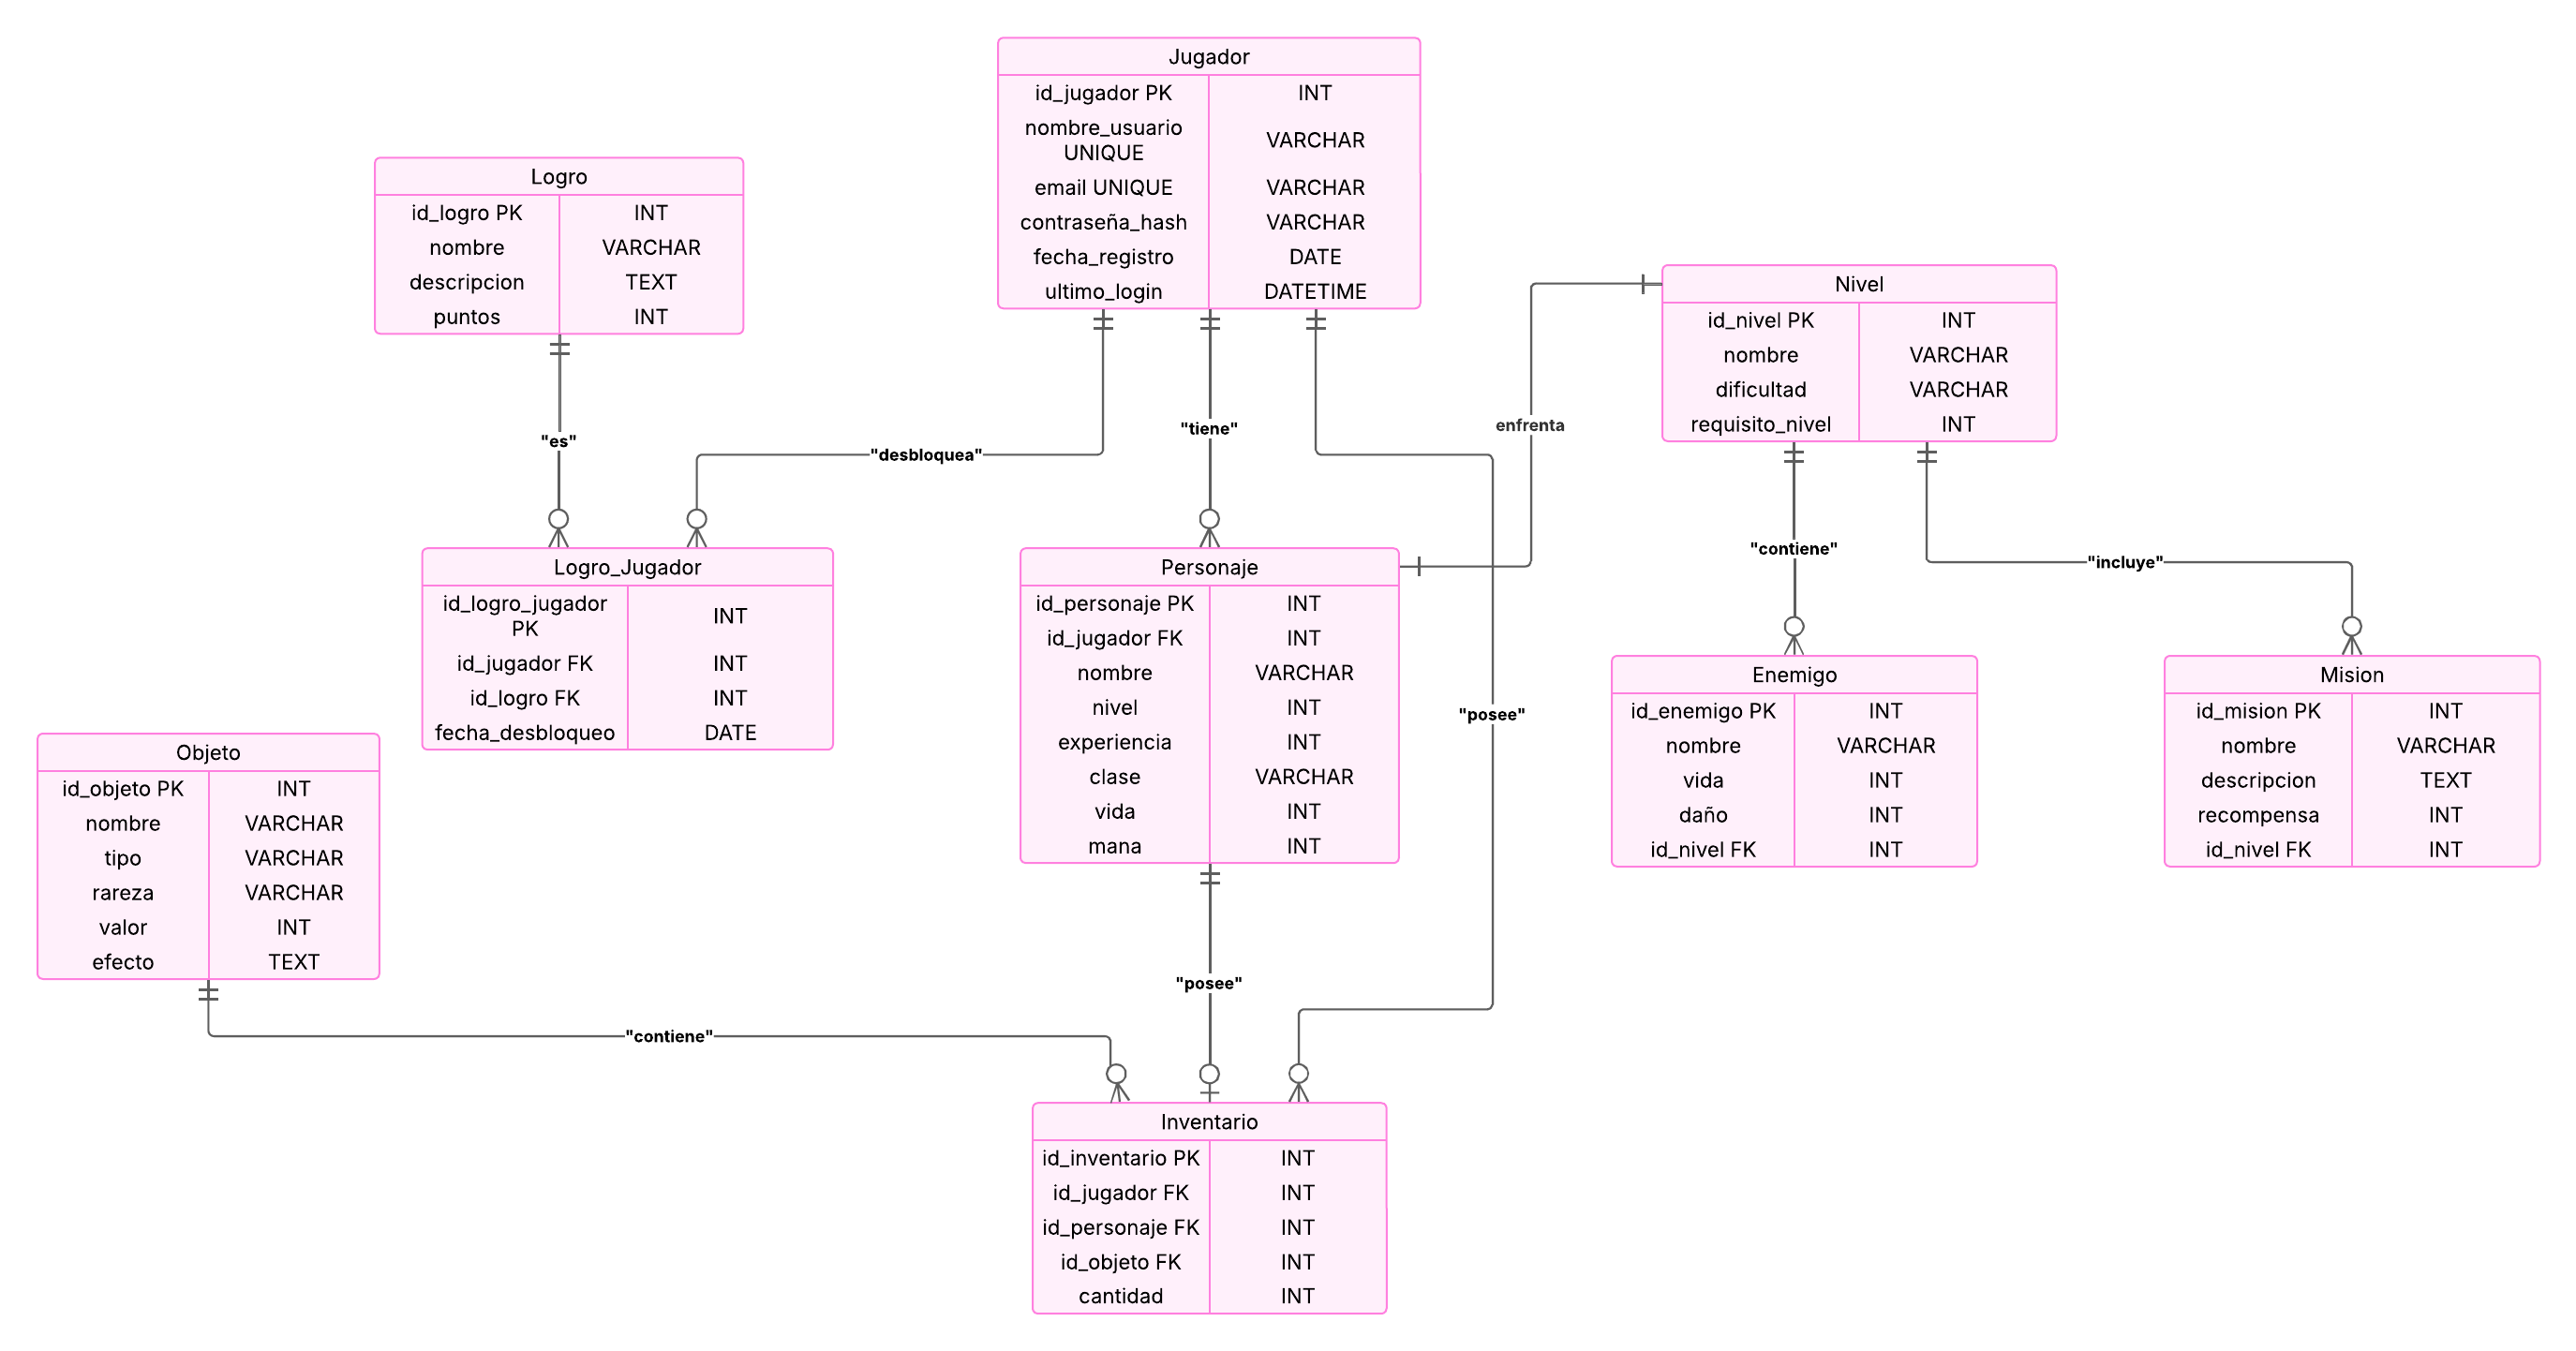 Jugador
id_jugador PK INT
nombre_usuario
UNIQUE VARCHAR
email UNIQUE VARCHAR
contraseña_hash VARCHAR
fecha_registro DATE
ultimo_login DATETIME
Logro
id_logro PK INT
nombre VARCHAR
descripcion TEXT
puntos INT
Nivel
id_nivel PK INT
nombre VARCHAR
dificultad VARCHAR
requisito_nivel INT
"es"
"desbloquea"
"tiene"
enfrenta
"contiene"
"incluye"
Logro_Jugador
id_logro_jugador
PK INT
id_jugador FK INT
id_logro FK INT
fecha_desbloqueo DATE
Personaje
id_personaje PK INT
id_jugador FK INT
nombre VARCHAR
nivel INT
experiencia INT
clase VARCHAR
vida INT
mana INT
"posee"
Enemigo
id_enemigo PK INT
nombre VARCHAR
vida INT
daño INT
id_nivel FK INT
Mision
id_mision PK INT
nombre VARCHAR
descripcion TEXT
recompensa INT
id_nivel FK INT
Objeto
id_objeto PK INT
nombre VARCHAR
tipo VARCHAR
rareza VARCHAR
valor INT
efecto TEXT
"posee"
"contiene"
Inventario
id_inventario PK INT
id_jugador FK INT
id_personaje FK INT
id_objeto FK INT
cantidad INT